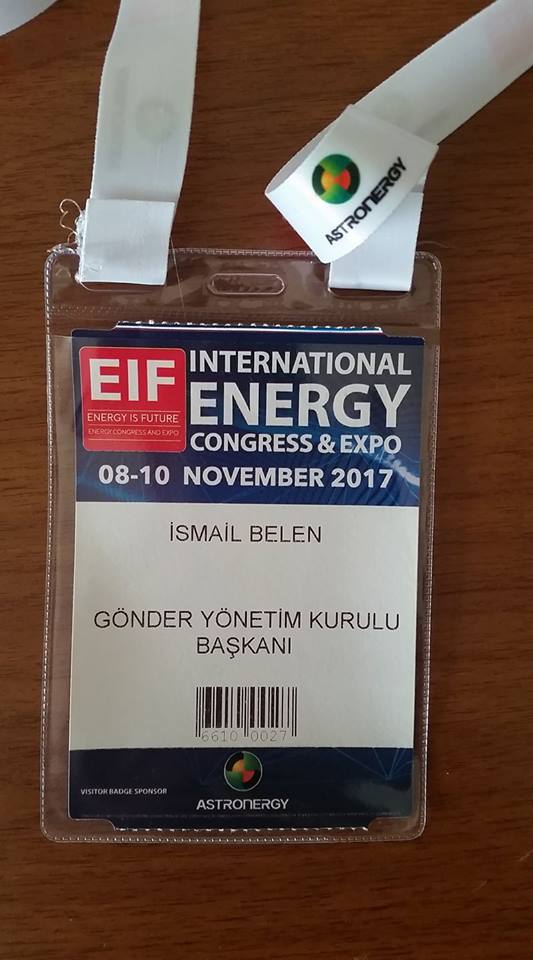 ASTRONERGY
EIF
ENERGY IS FUTURE
ENERGY CONGRESS AND EXPO
INTERNATIONAL
ENERGY
CONGRESS & EXPO
08-10 NOVEMBER 2017
İSMAİL BELEN
GÖNDER YÖNETİM KURULU
BAŞKANI
6610 0027
VISITOR BADGE SPONSOR
ASTRONERGY